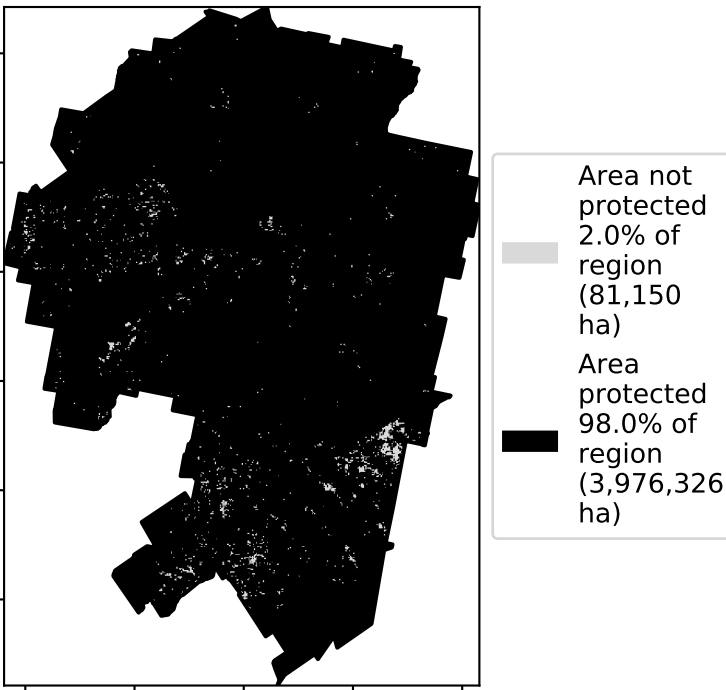 Area not
protected
2.0% of
region
(81,150
ha)
Area
protected
98.0% of
region
(3,976,326
ha)